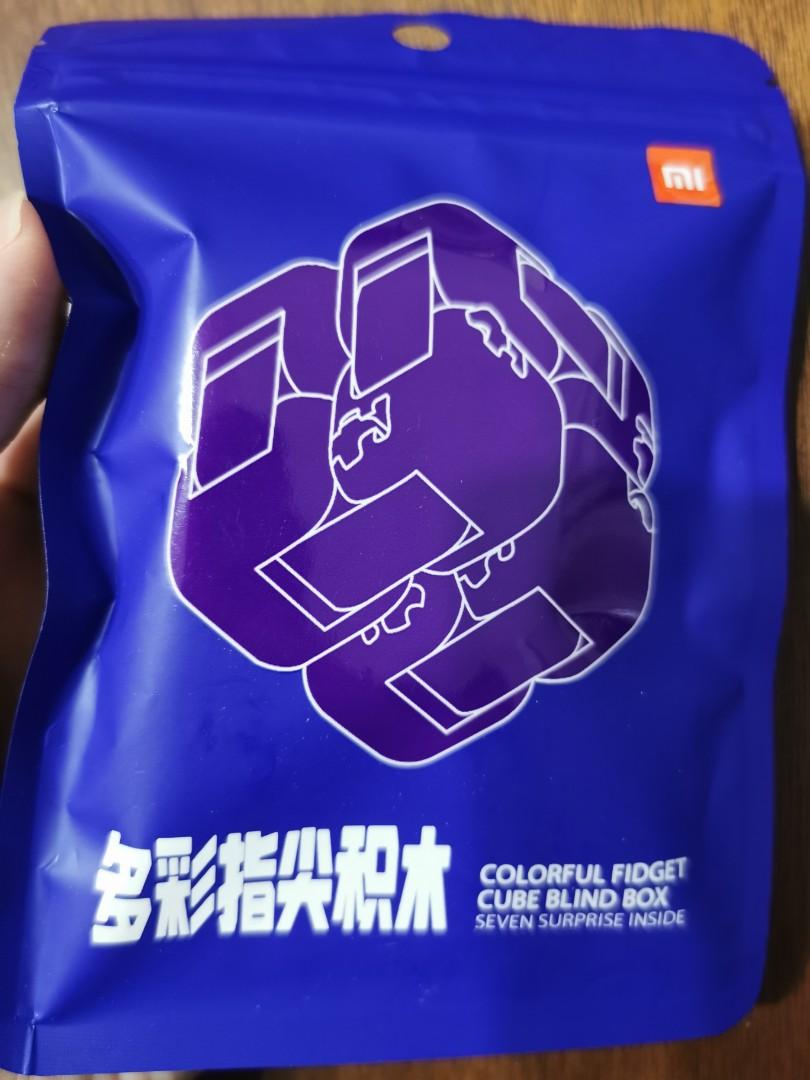 mi
多彩指尖积木
COLORFUL FIDGET
CUBE BLIND BOX
SEVEN SURPRISE INSIDE